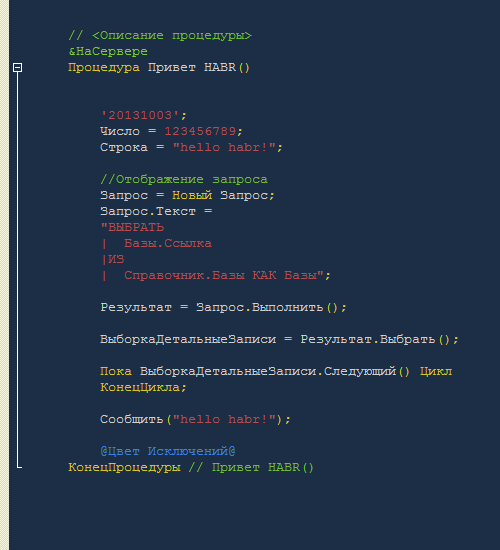 // <Описание процедуры>
&НаСервере
Процедура Привет HABR()
'20131003';
Число = 123456789;
Строка = "hello habr!";
//Отображение запроса
Запрос = Новый Запрос;
Запрос.Текст =
"ВЫБРАТЬ
|  Базы.Ссылка
|ИЗ
|  Справочник.Базы КАК Базы";
Результат = Запрос.Выполнить();
ВыборкаДетальныеЗаписи = Результат.Выбрать();
Пока ВыборкаДетальныеЗаписи.Следующий() Цикл
КонецЦикла;
Сообщить("hello habr!");
@Цвет Исключений@
КонецПроцедуры // Привет HABR()